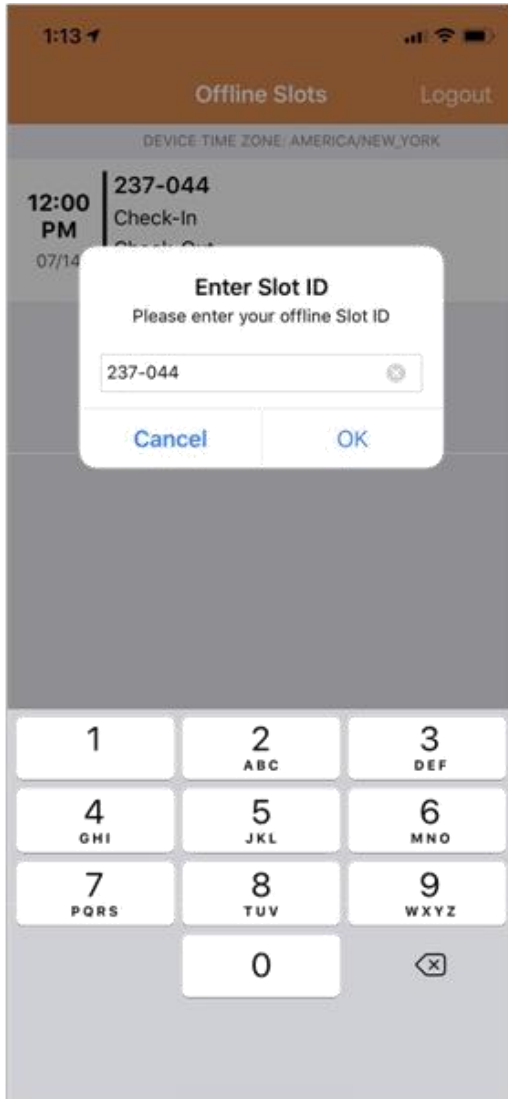 1:13
Offline Slots Logout
DEVICE TIME ZONE: AMERICA/NEW_YORK
12:00 PM
07/14
237-044
Check-In
Check-Out
Enter Slot ID
Please enter your offline Slot ID
237-044
Cancel OK
1 2 3
ABC DEF
4 5 6
GHI JKL MNO
7 8 9
PQRS TUV WXYZ
0